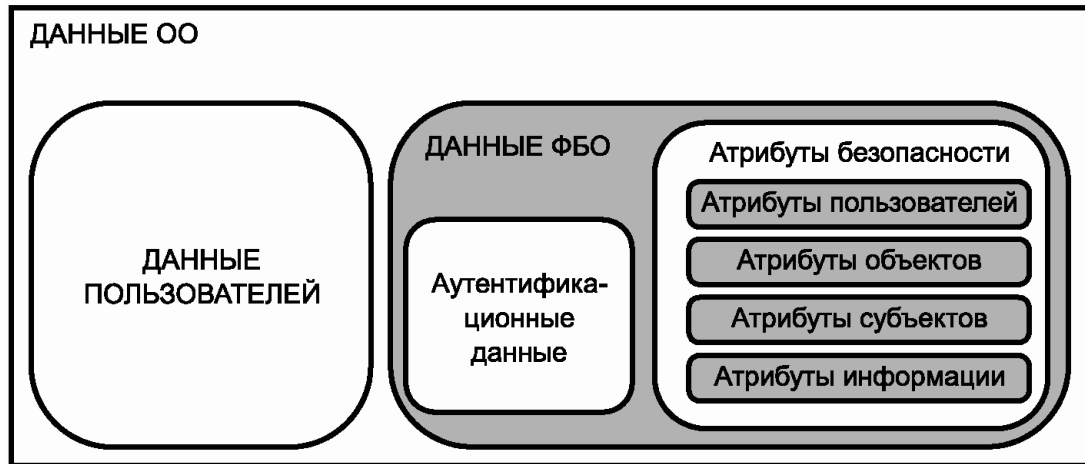 ДАННЫЕ ОО
ДАННЫЕ
ПОЛЬЗОВАТЕЛЕЙ
ДАННЫЕ ФБО
Аутентифика-
ционные
данные
Атрибуты безопасности
Атрибуты пользователей
Атрибуты объектов
Атрибуты субъектов
Атрибуты информации